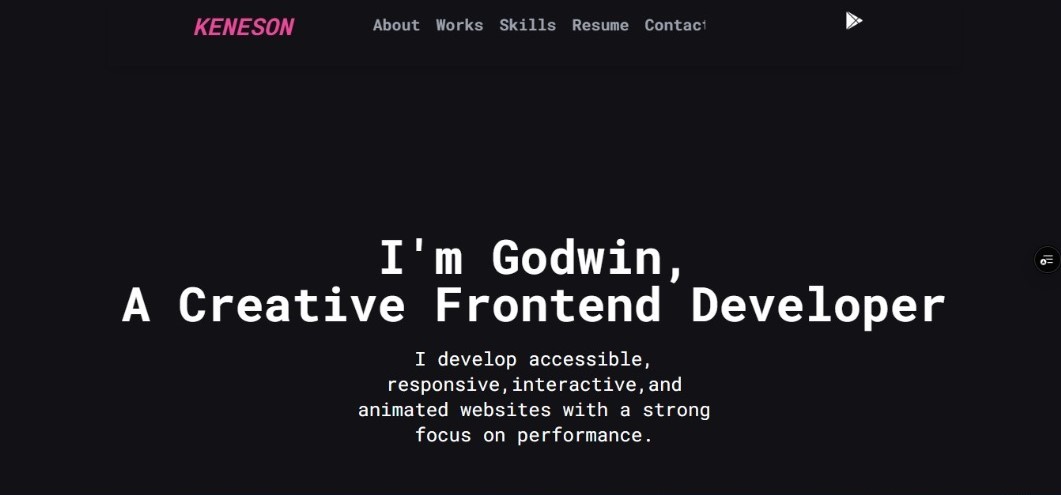 KENESON
About Works Skills Resume Contact
I'm Godwin,
A Creative Frontend Developer
I develop accessible,
responsive,interactive,and
animated websites with a strong
focus on performance.